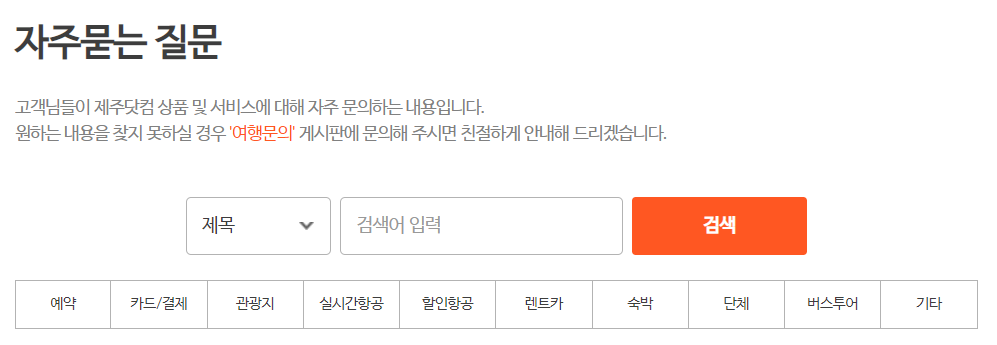 자주묻는 질문
고객님들이 제주닷컴 상품 및 서비스에 대해 자주 문의하는 내용입니다.
원하는 내용을 찾지 못하실 경우 '여행문의' 게시판에 문의해 주시면 친절하게 안내해 드리겠습니다.
제목 검색어 입력 검색
예약 카드/결제 관광지 실시간항공 할인항공 렌트카 숙박 단체 버스투어 기타